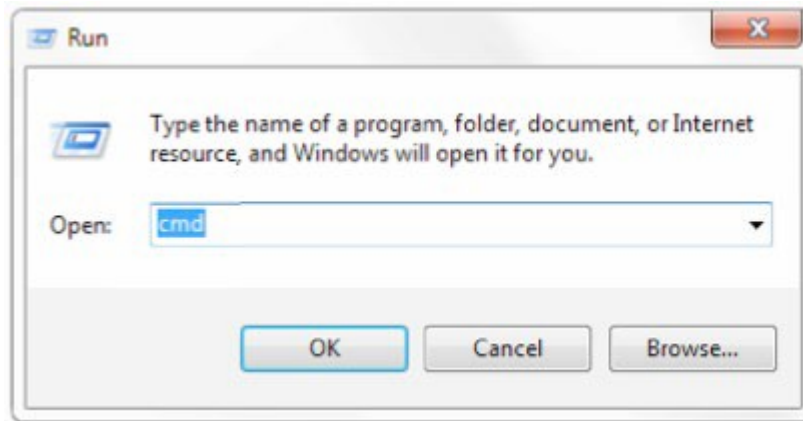 Run
Type the name of a program, folder, document, or Internet
resource, and Windows will open it for you.
Open: cmd
OK Cancel Browse...